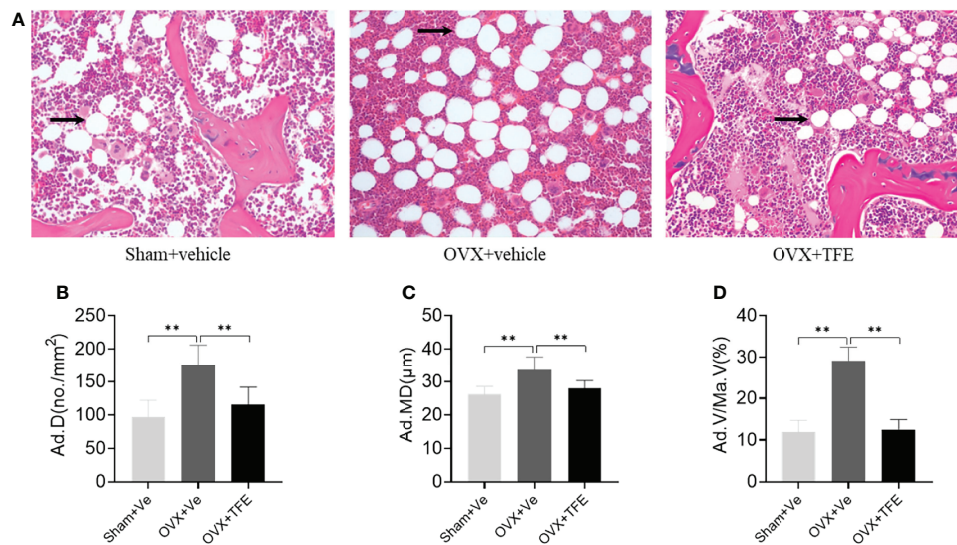 A
Sham+vehicle
OVX+vehicle
OVX+TFE
B
Ad.D(no./mm²)
250
200
150
100
50
0
** **
Sham+Ve
OVX+Ve
OVX+TFE
C
Ad.MD(μm)
50
40
30
20
10
0
** **
Sham+Ve
OVX+Ve
OVX+TFE
D
Ad.V/Ma.V(%)
40
30
20
10
0
** **
Sham+Ve
OVX+Ve
OVX+TFE